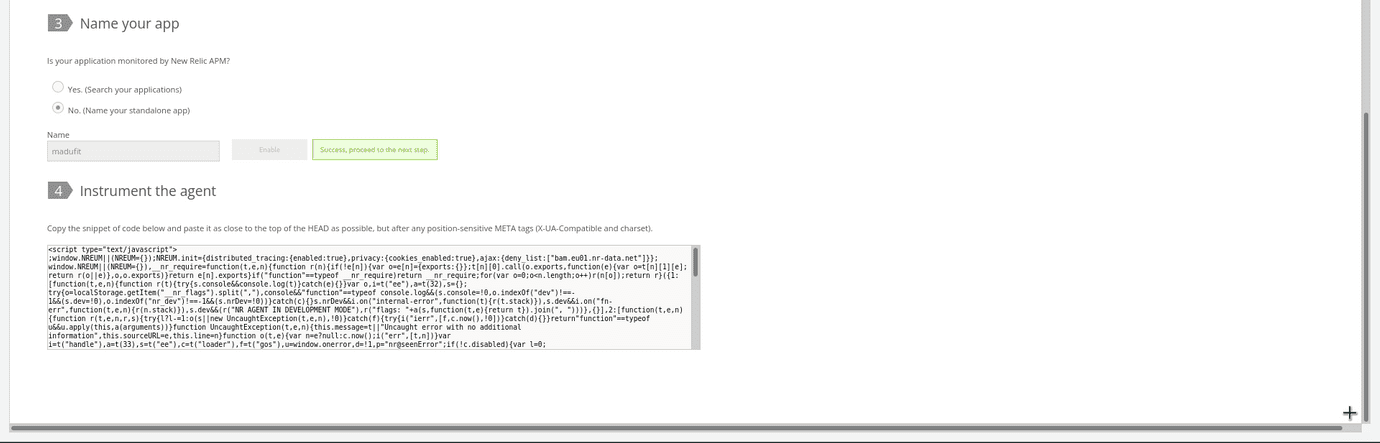 3 Name your app
Is your application monitored by New Relic APM?
Yes. (Search your applications)
No. (Name your standalone app)
Name
madufit
Enable
Success, proceed to the next step.
4 Instrument the agent
Copy the snippet of code below and paste it as close to the top of the HEAD as possible, but after any position-sensitive META tags (X-UA-Compatible and charset).
<script type="text/javascript">
;window.NREUM||(NREUM={});NREUM.init={distributed_tracing:{enabled:true},privacy:{cookies_enabled:true},ajax:{deny_list:["bam.eu01.nr-data.net"]}};
window.NREUM||(NREUM={}),__nr_require=function(t,e,n){function r(n){if(!e[n]){var o=e[n]={exports:{}};t[n][0].call(o.exports,function(e){var o=t[n][1][e];
return r(o||e)},o,o.exports)}return e[n].exports}if("function"==typeof __nr_require)return __nr_require;for(var o=0;o<n.length;o++)r(n[o]);return r}({1:
[function(t,e,n){function r(t){try{s.console&&console.log(t)}catch(e){}}var o,i=t("ee"),a=t(32),s={};
try{o=localStorage.getItem("__nr_flags").split(","),console&&"function"==typeof console.log&&(s.console=!0,o.indexOf("dev")!==-
1&&(s.dev=!0),o.indexOf("nr_dev")!==-1&&(s.nrDev=!0))}catch(c){}s.nrDev&&i.on("internal-error",function(t){r(t.stack)}),s.dev&&i.on("fn-
err",function(t,e,n){r(n.stack)}),s.dev&&(r("NR AGENT IN DEVELOPMENT MODE"),r("flags: "+a(s,function(t,e){return t}).join(", ")))},{}],2:[function(t,e,n)
{function r(t,e,n,r,s){try{l?l-=1:o(s||new UncaughtException(t,e,n),!0)}catch(f){try{i("ierr",[f,c.now(),!0])}catch(d){}}return"function"==typeof
u&&u.apply(this,a(arguments))}function UncaughtException(t,e,n){this.message=t||"Uncaught error with no additional
information",this.sourceURL=e,this.line=n}function o(t,e){var n=e?null:c.now();i("err",[t,n])}var
i=t("handle"),a=t(33),s=t("ee"),c=t("loader"),f=t("gos"),u=window.onerror,d=!1,p="nr@seenError";if(!c.disabled){var l=0;